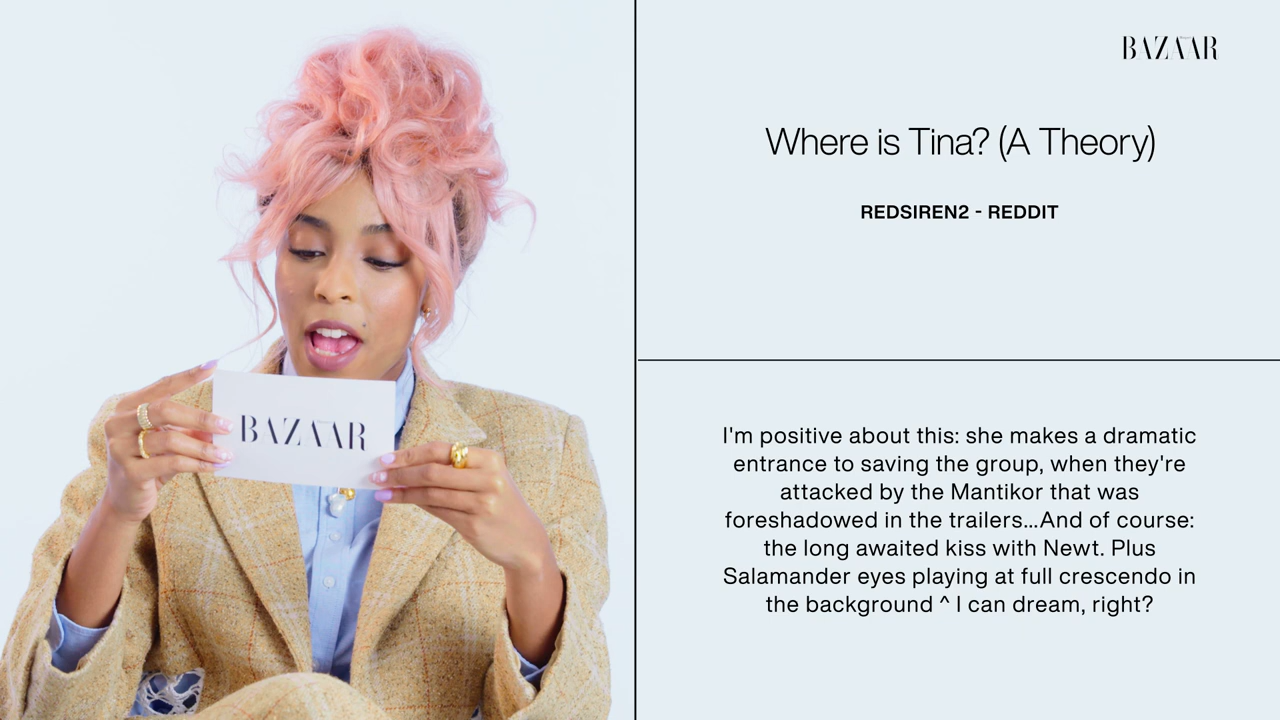 BAZAAR
BAZAAR
Where is Tina? (A Theory)
REDSIREN2 - REDDIT
I'm positive about this: she makes a dramatic
entrance to saving the group, when they're
attacked by the Mantikor that was
foreshadowed in the trailers...And of course:
the long awaited kiss with Newt. Plus
Salamander eyes playing at full crescendo in
the background ^ I can dream, right?